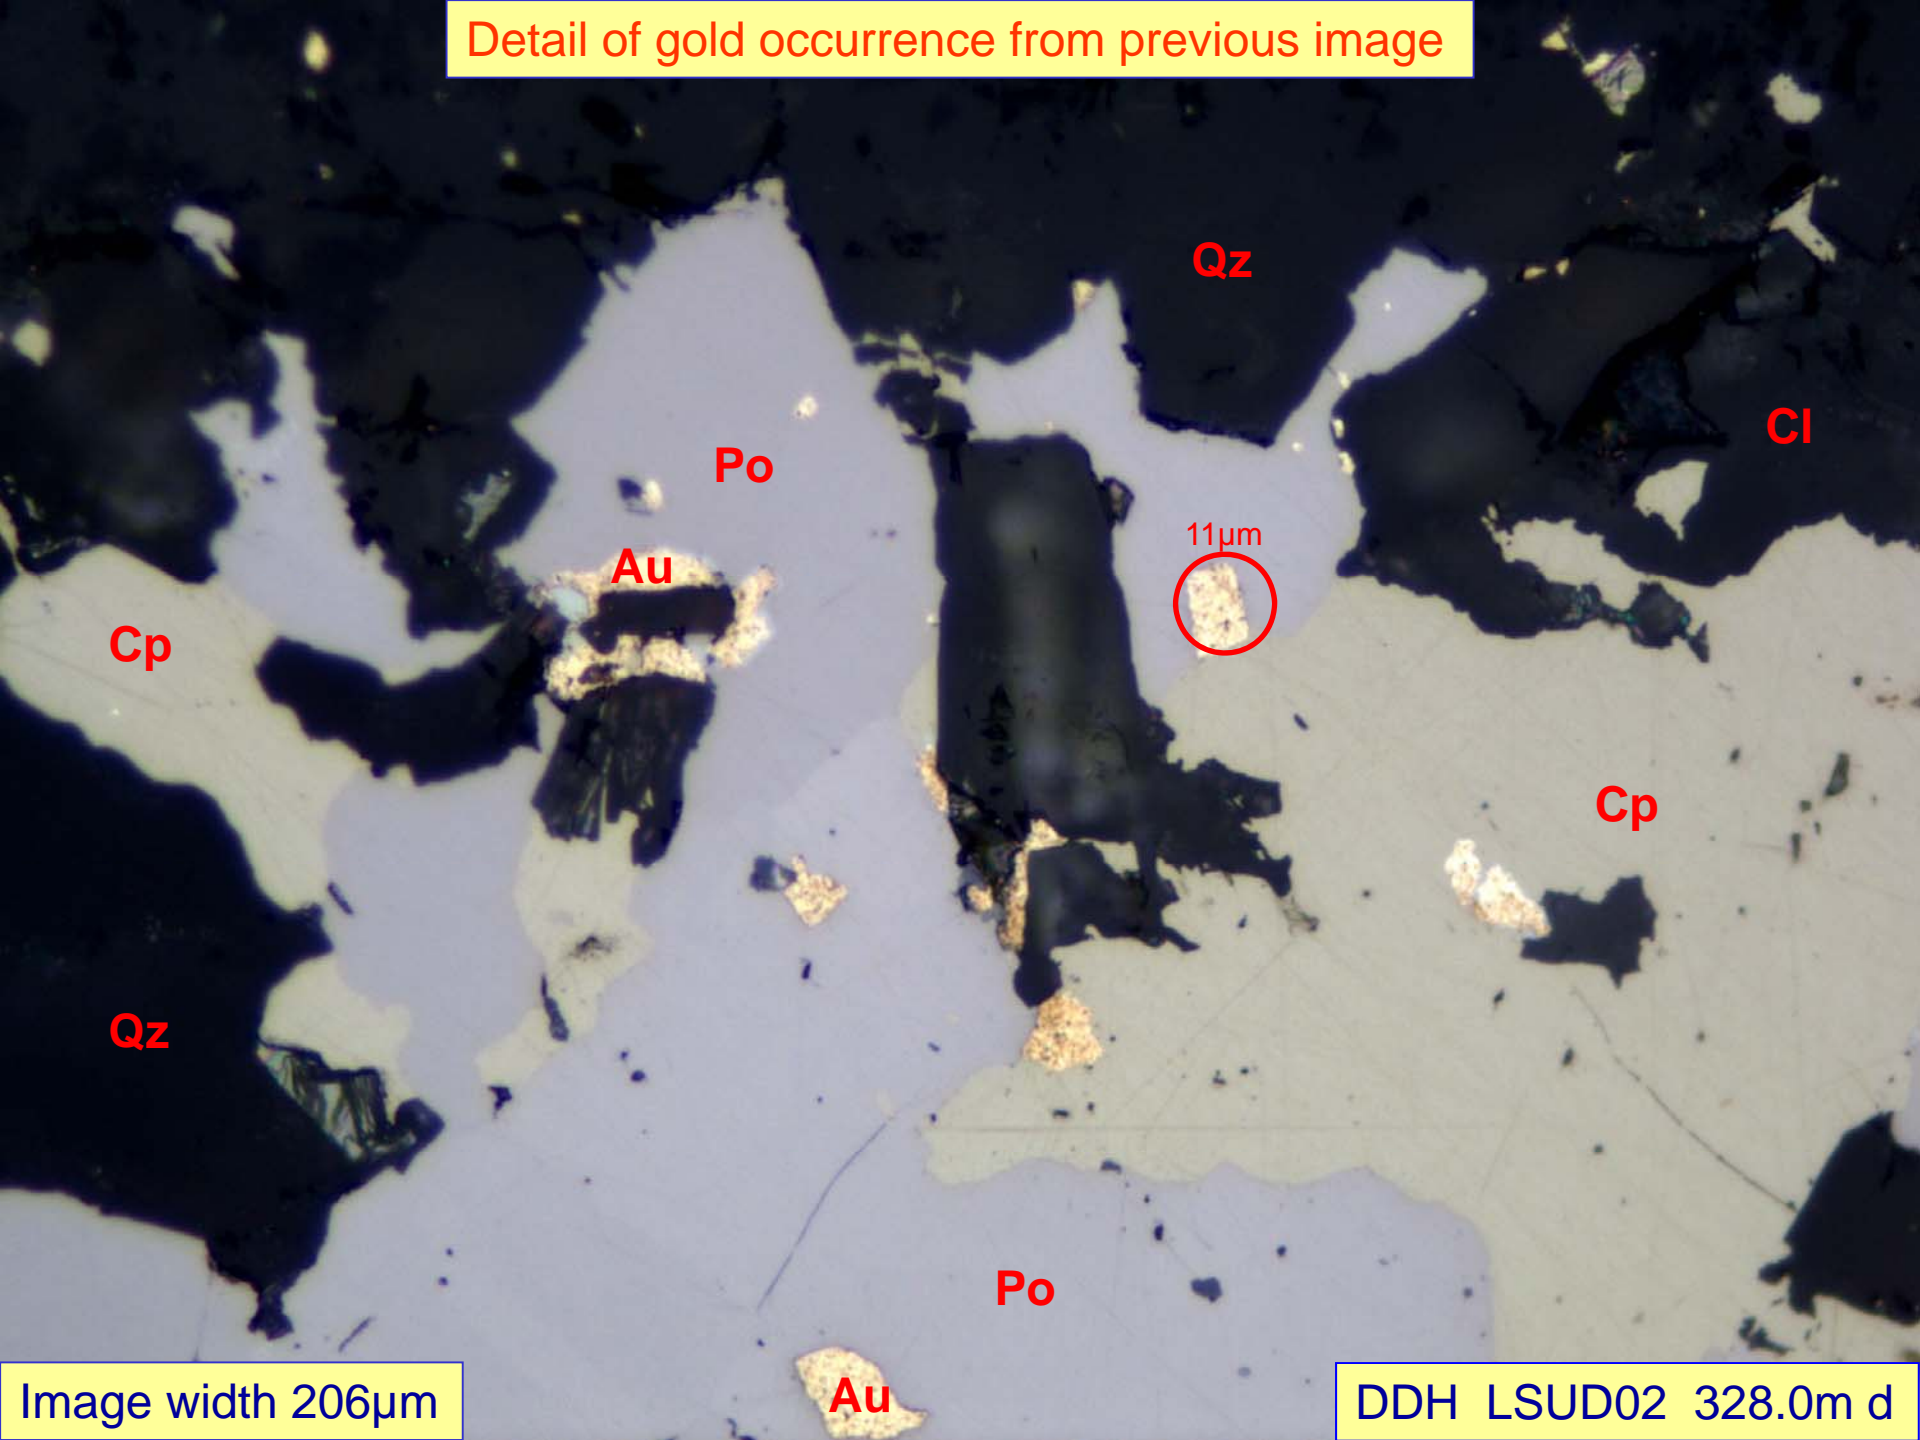 Detail of gold occurrence from previous image
Qz
Cl
Po
11µm
Au
Cp
Cp
Qz
Po
Au
Image width 206µm
DDH LSUD02 328.0m d